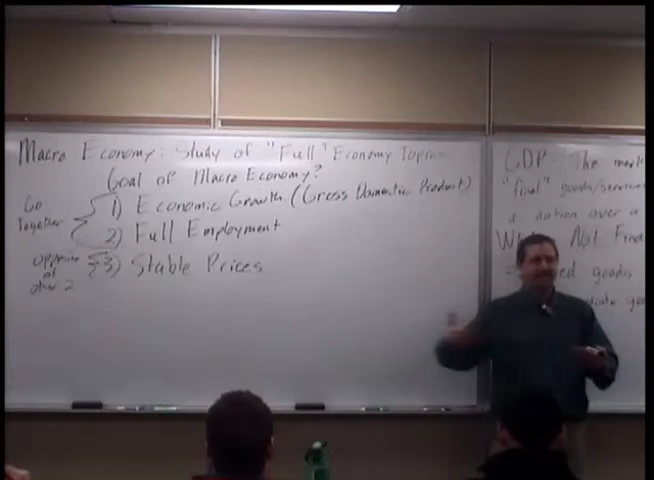 Macro Economy: Study of "Full" Economy Topics
Goal of Macro Economy?
Go Together
1) Economic Growth (Gross Domestic Product)
2) Full Employment
opposite of other 2
3) Stable Prices
GDP The
"final" goods/services
a nation over a
Not
goods